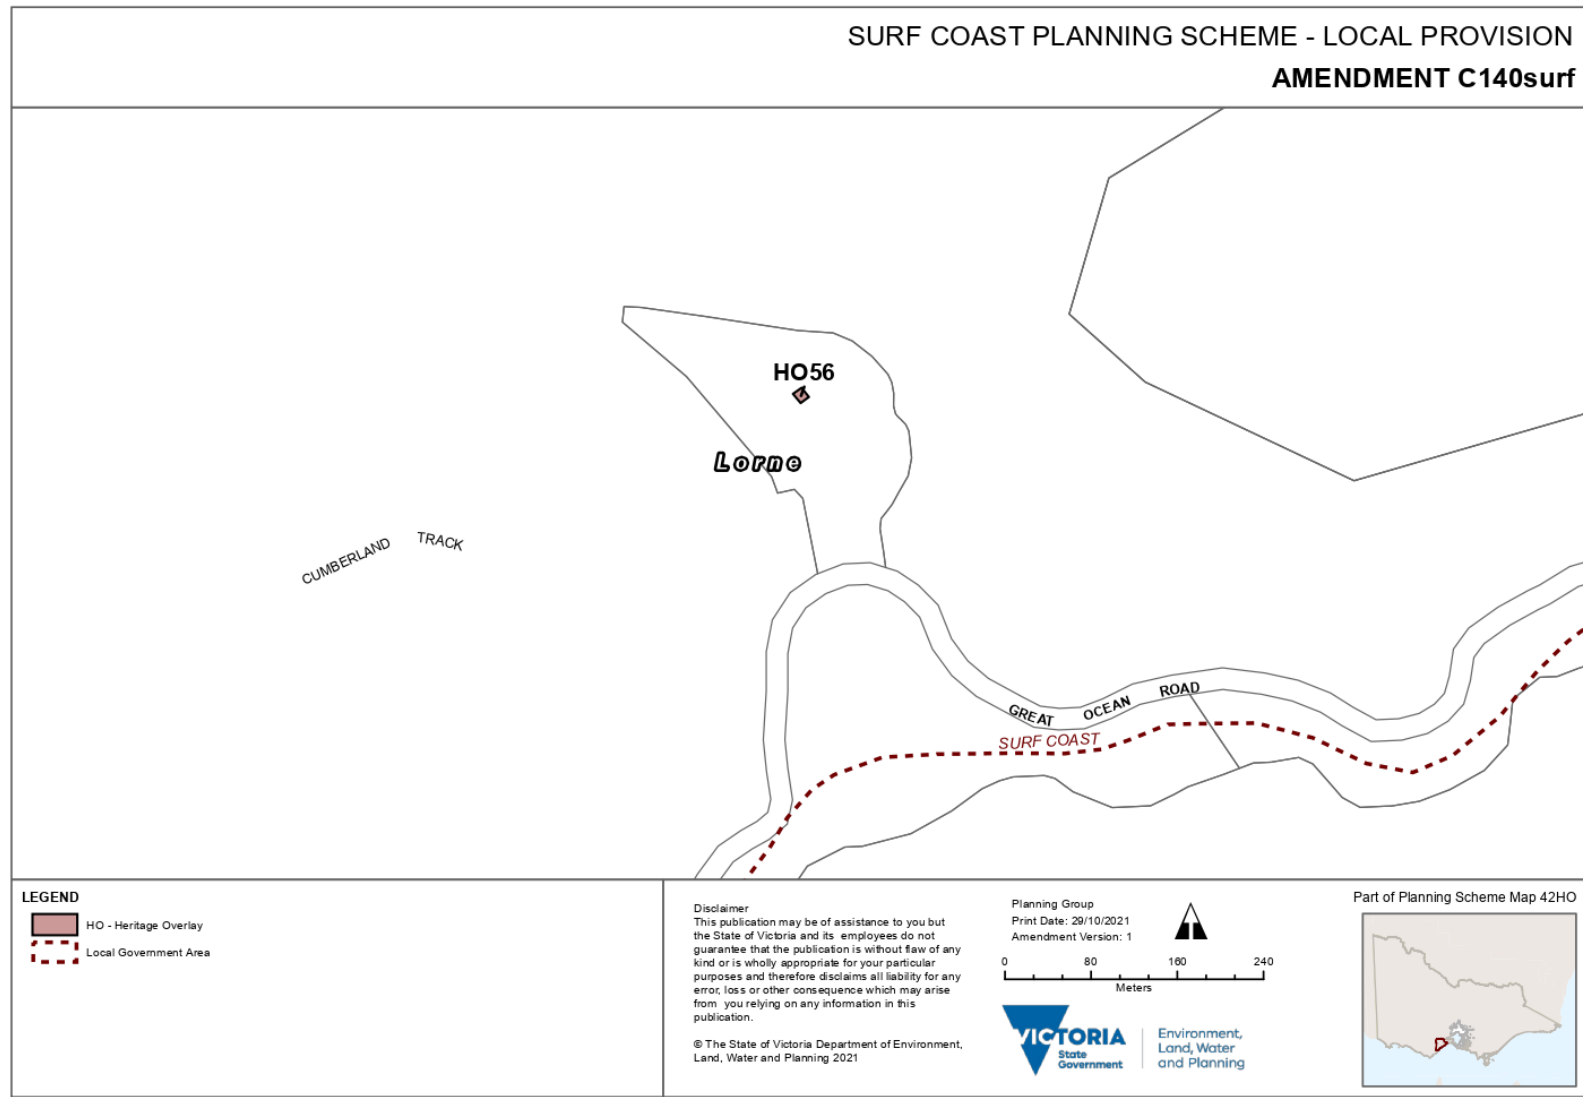 SURF COAST PLANNING SCHEME - LOCAL PROVISION
AMENDMENT C140surf
HO56
Lorne
CUMBERLAND TRACK
GREAT OCEAN ROAD
SURF COAST
LEGEND
HO - Heritage Overlay
Local Government Area
Disclaimer
This publication may be of assistance to you but
the State of Victoria and its employees do not
guarantee that the publication is without flaw of any
kind or is wholly appropriate for your particular
purposes and therefore disclaims all liability for any
error, loss or other consequence which may arise
from you relying on any information in this
publication.
© The State of Victoria Department of Environment,
Land, Water and Planning 2021
Planning Group
Print Date: 29/10/2021
Amendment Version: 1
0 80 160 240
Meters
VICTORIA
State
Government
Environment,
Land, Water
and Planning
Part of Planning Scheme Map 42HO